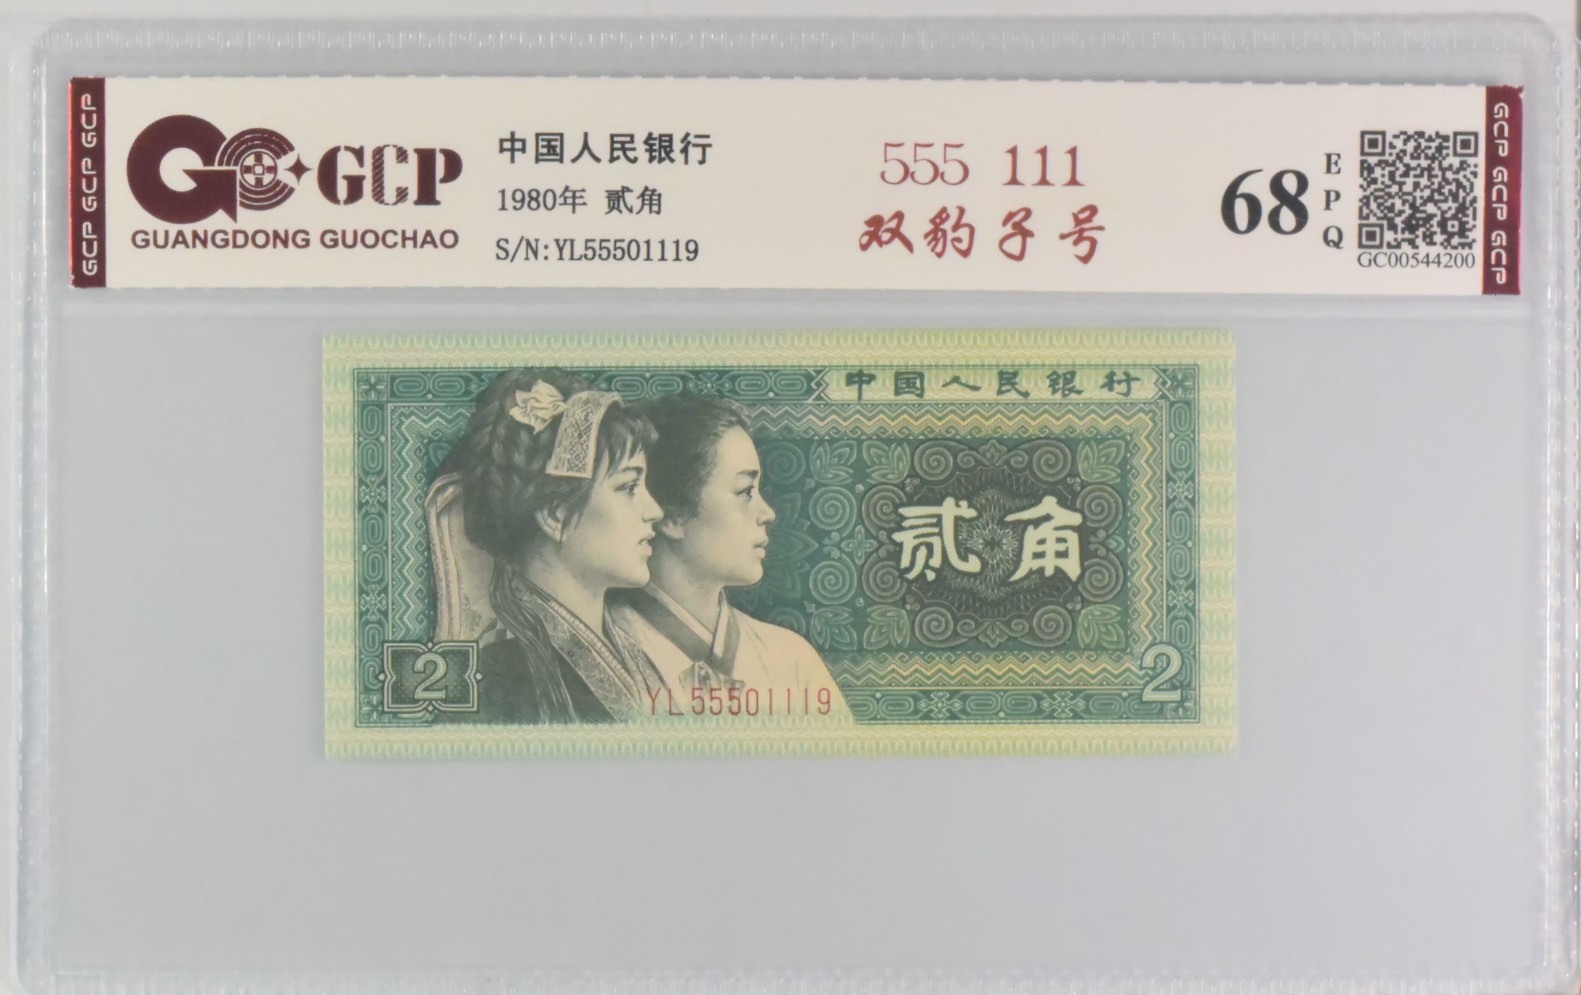 GCP GCP GCP
GCP
GUANGDONG GUOCHAO
中国人民银行
1980年 贰角
S/N:YL55501119
555 111
双豹子号
68
E
P
Q
GC00544200
GCP GCP GCP
中国人民银行
贰角
2
YL55501119
2